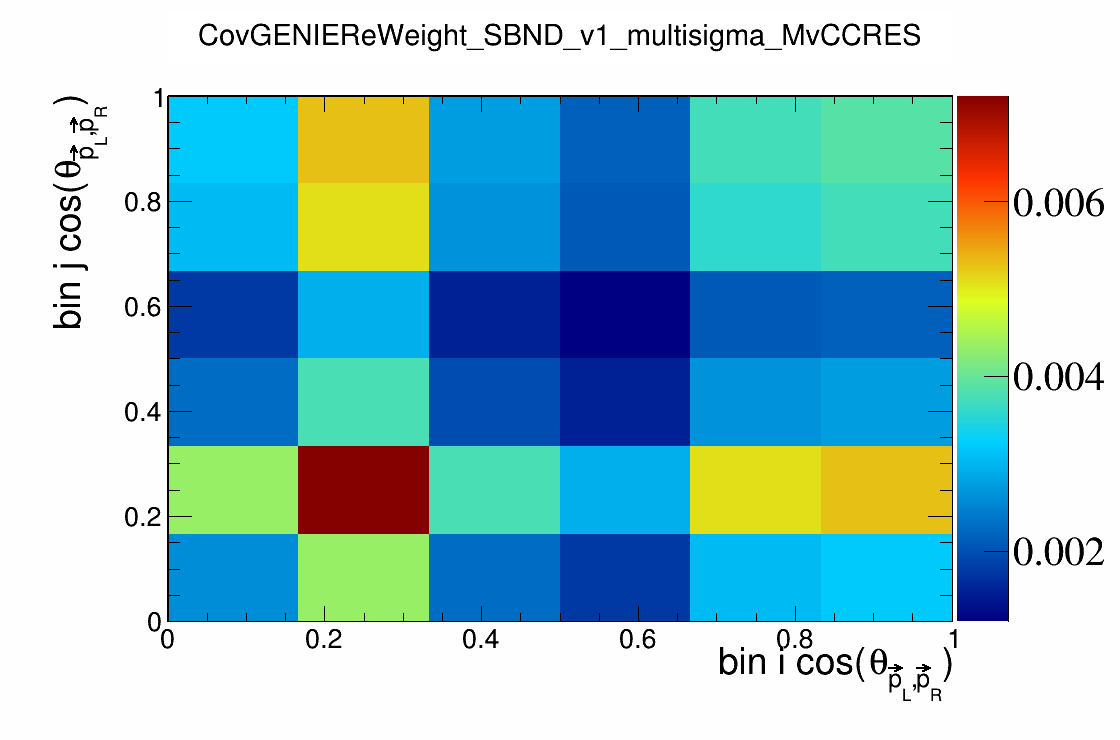 CovGENIEReWeight_SBND_v1_multisigma_MvCCRES
bin j cos(θp⃗L,p⃗R)
1
0.8
0.6
0.4
0.2
0
0 0.2 0.4 0.6 0.8 1
bin i cos(θp⃗L,p⃗R)
0.006
0.004
0.002